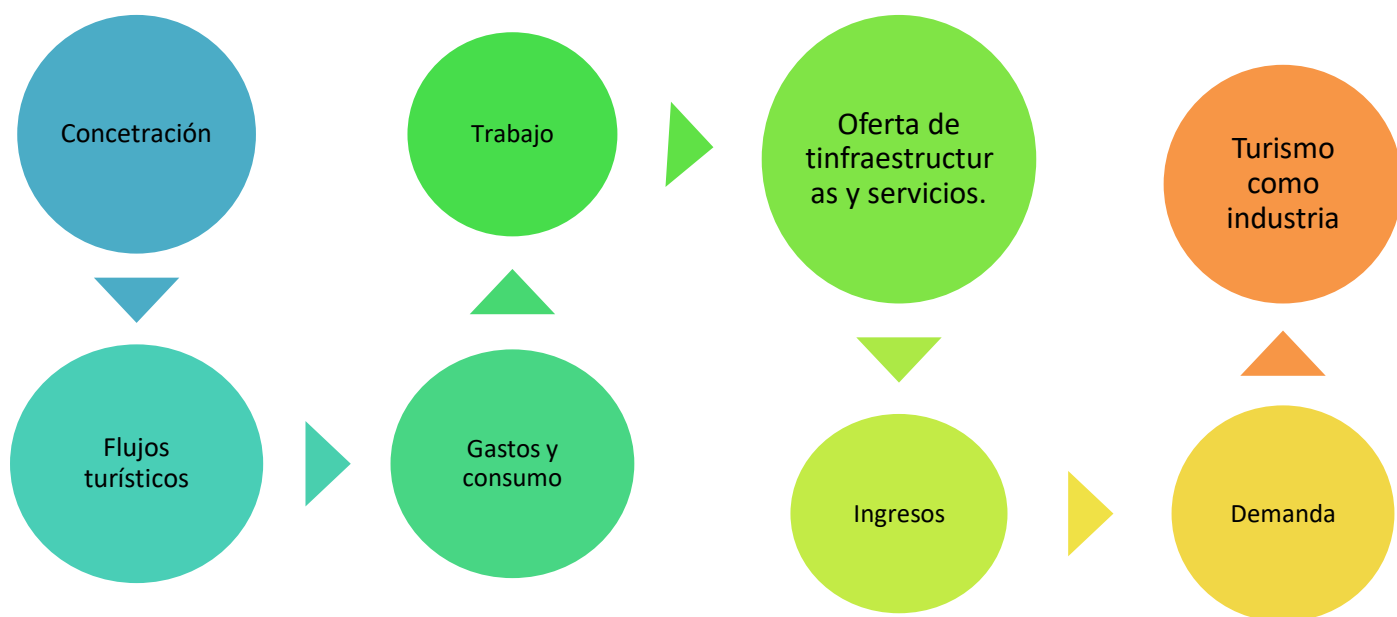 Concetración
Flujos
turísticos
Gastos y
consumo
Trabajo
Oferta de
tinfraestructur
as y servicios.
Ingresos
Demanda
Turismo
como
industria